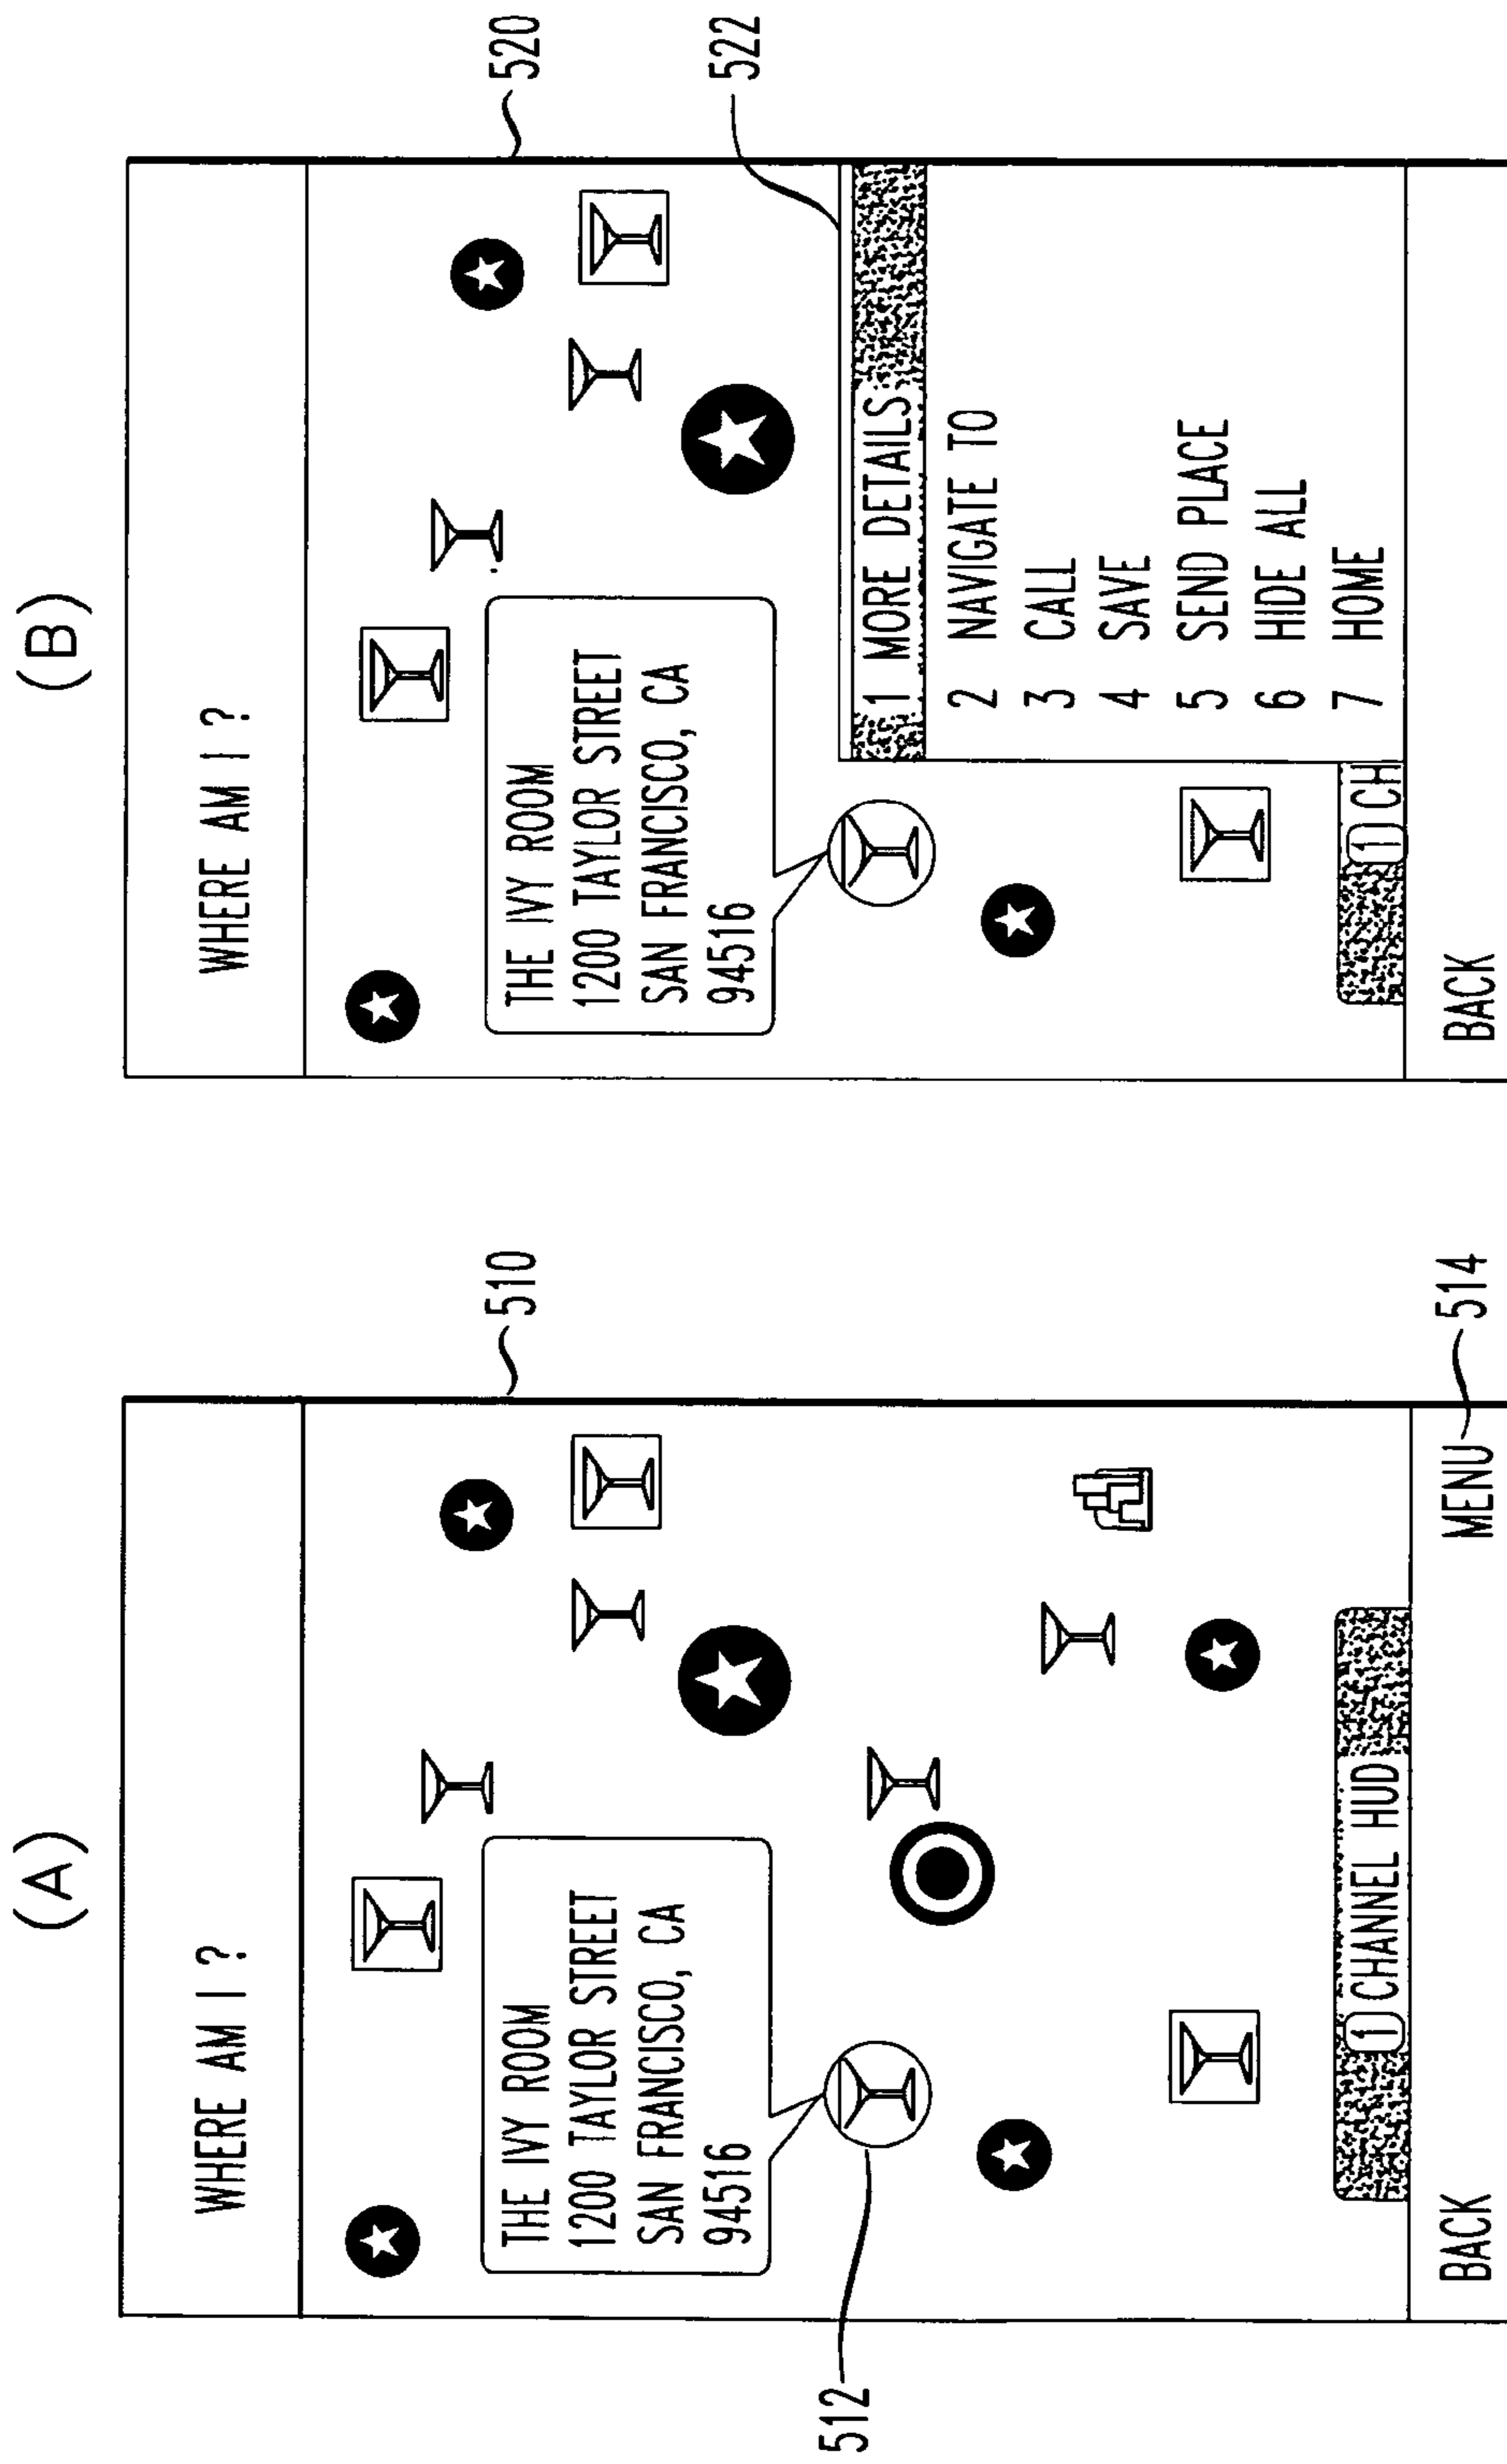 (A)
WHERE AM I ?
510
THE IVY ROOM
1200 TAYLOR STREET
SAN FRANCISCO, CA
94516
512
1 CHANNEL HUD
BACK
MENU
514
(B)
WHERE AM I ?
520
THE IVY ROOM
1200 TAYLOR STREET
SAN FRANCISCO, CA
94516
522
1 MORE DETAILS
2 NAVIGATE TO
3 CALL
4 SAVE
5 SEND PLACE
6 HIDE ALL
7 HOME
1 CH
BACK